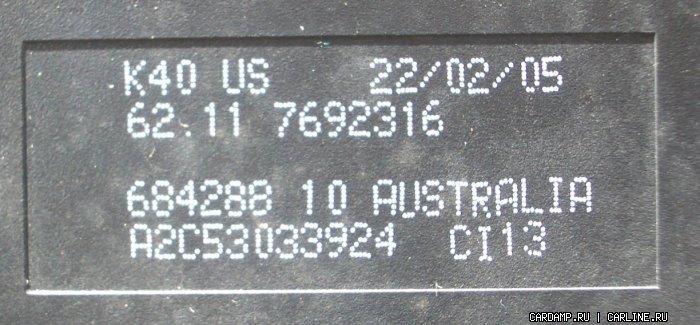 K40 US 22/02/05
62.11 7692316
684288 10 AUSTRALIA
A2C53033924 CI13
CARDAMP.RU | CARLINE.RU